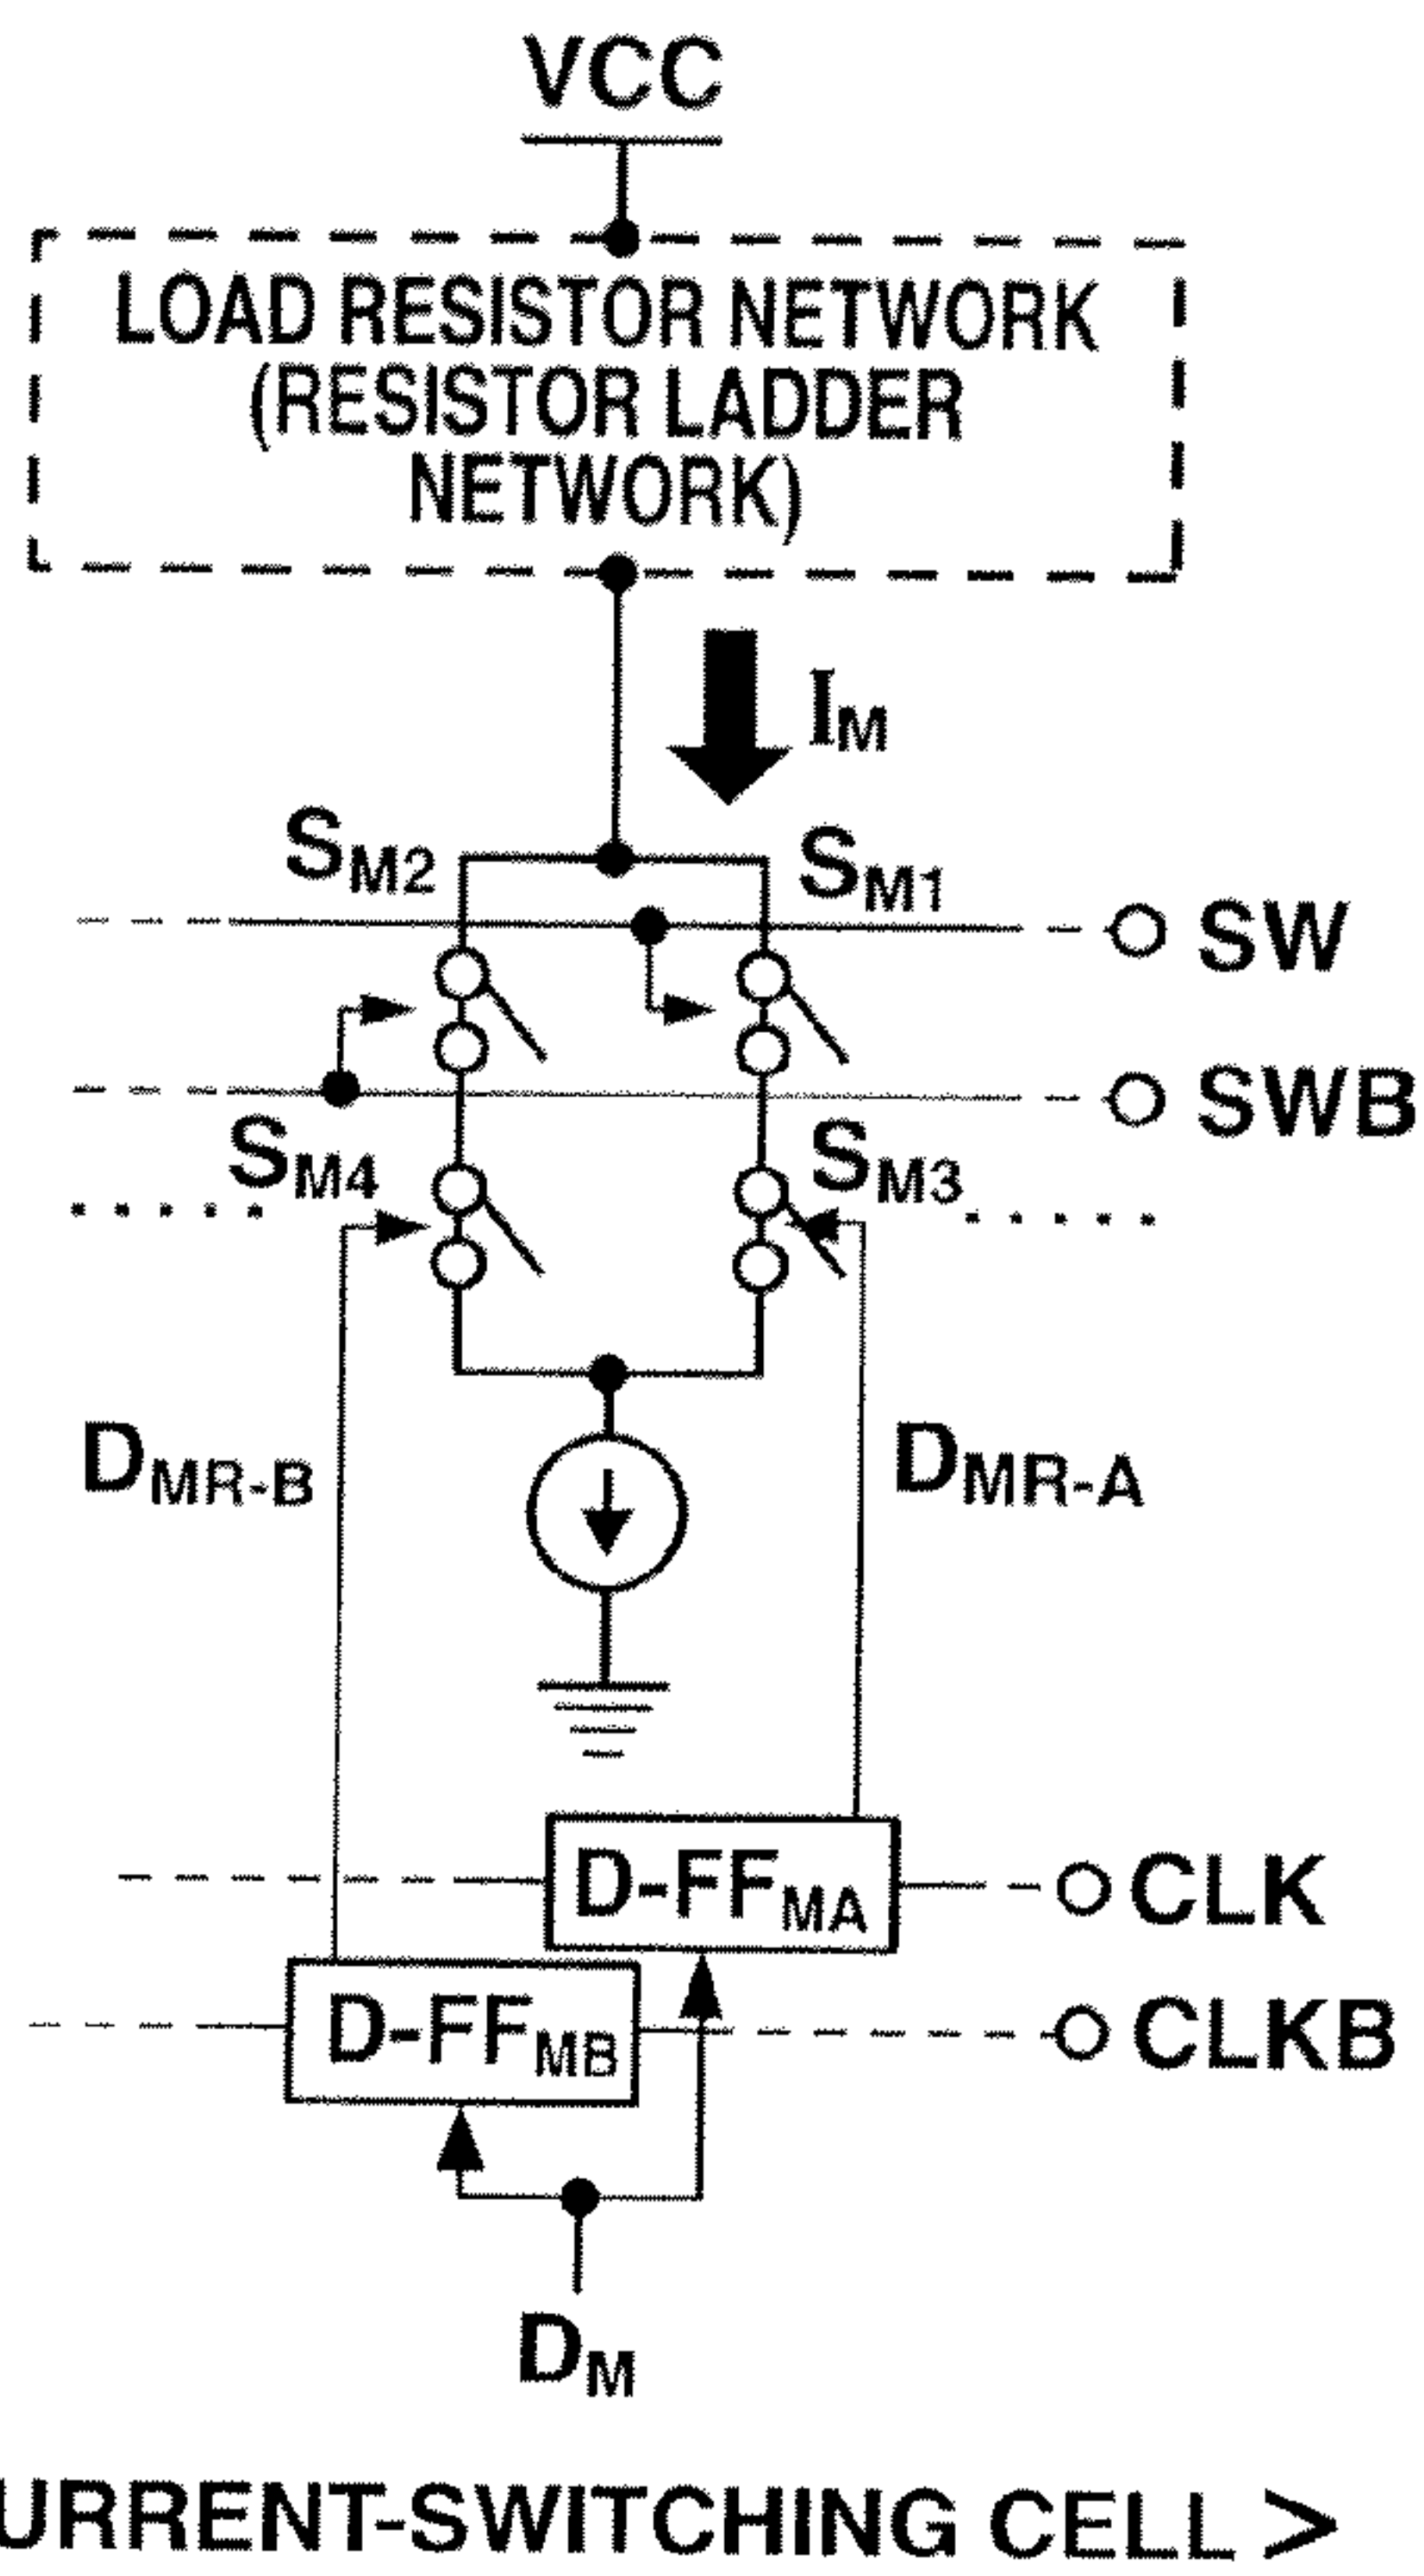 VCC
LOAD RESISTOR NETWORK
(RESISTOR LADDER
NETWORK)
IM
SM2
SM1
SW
SWB
SM4
SM3
DMR-B
DMR-A
D-FFMA
CLK
D-FFMB
CLKB
DM
URRENT-SWITCHING CELL >